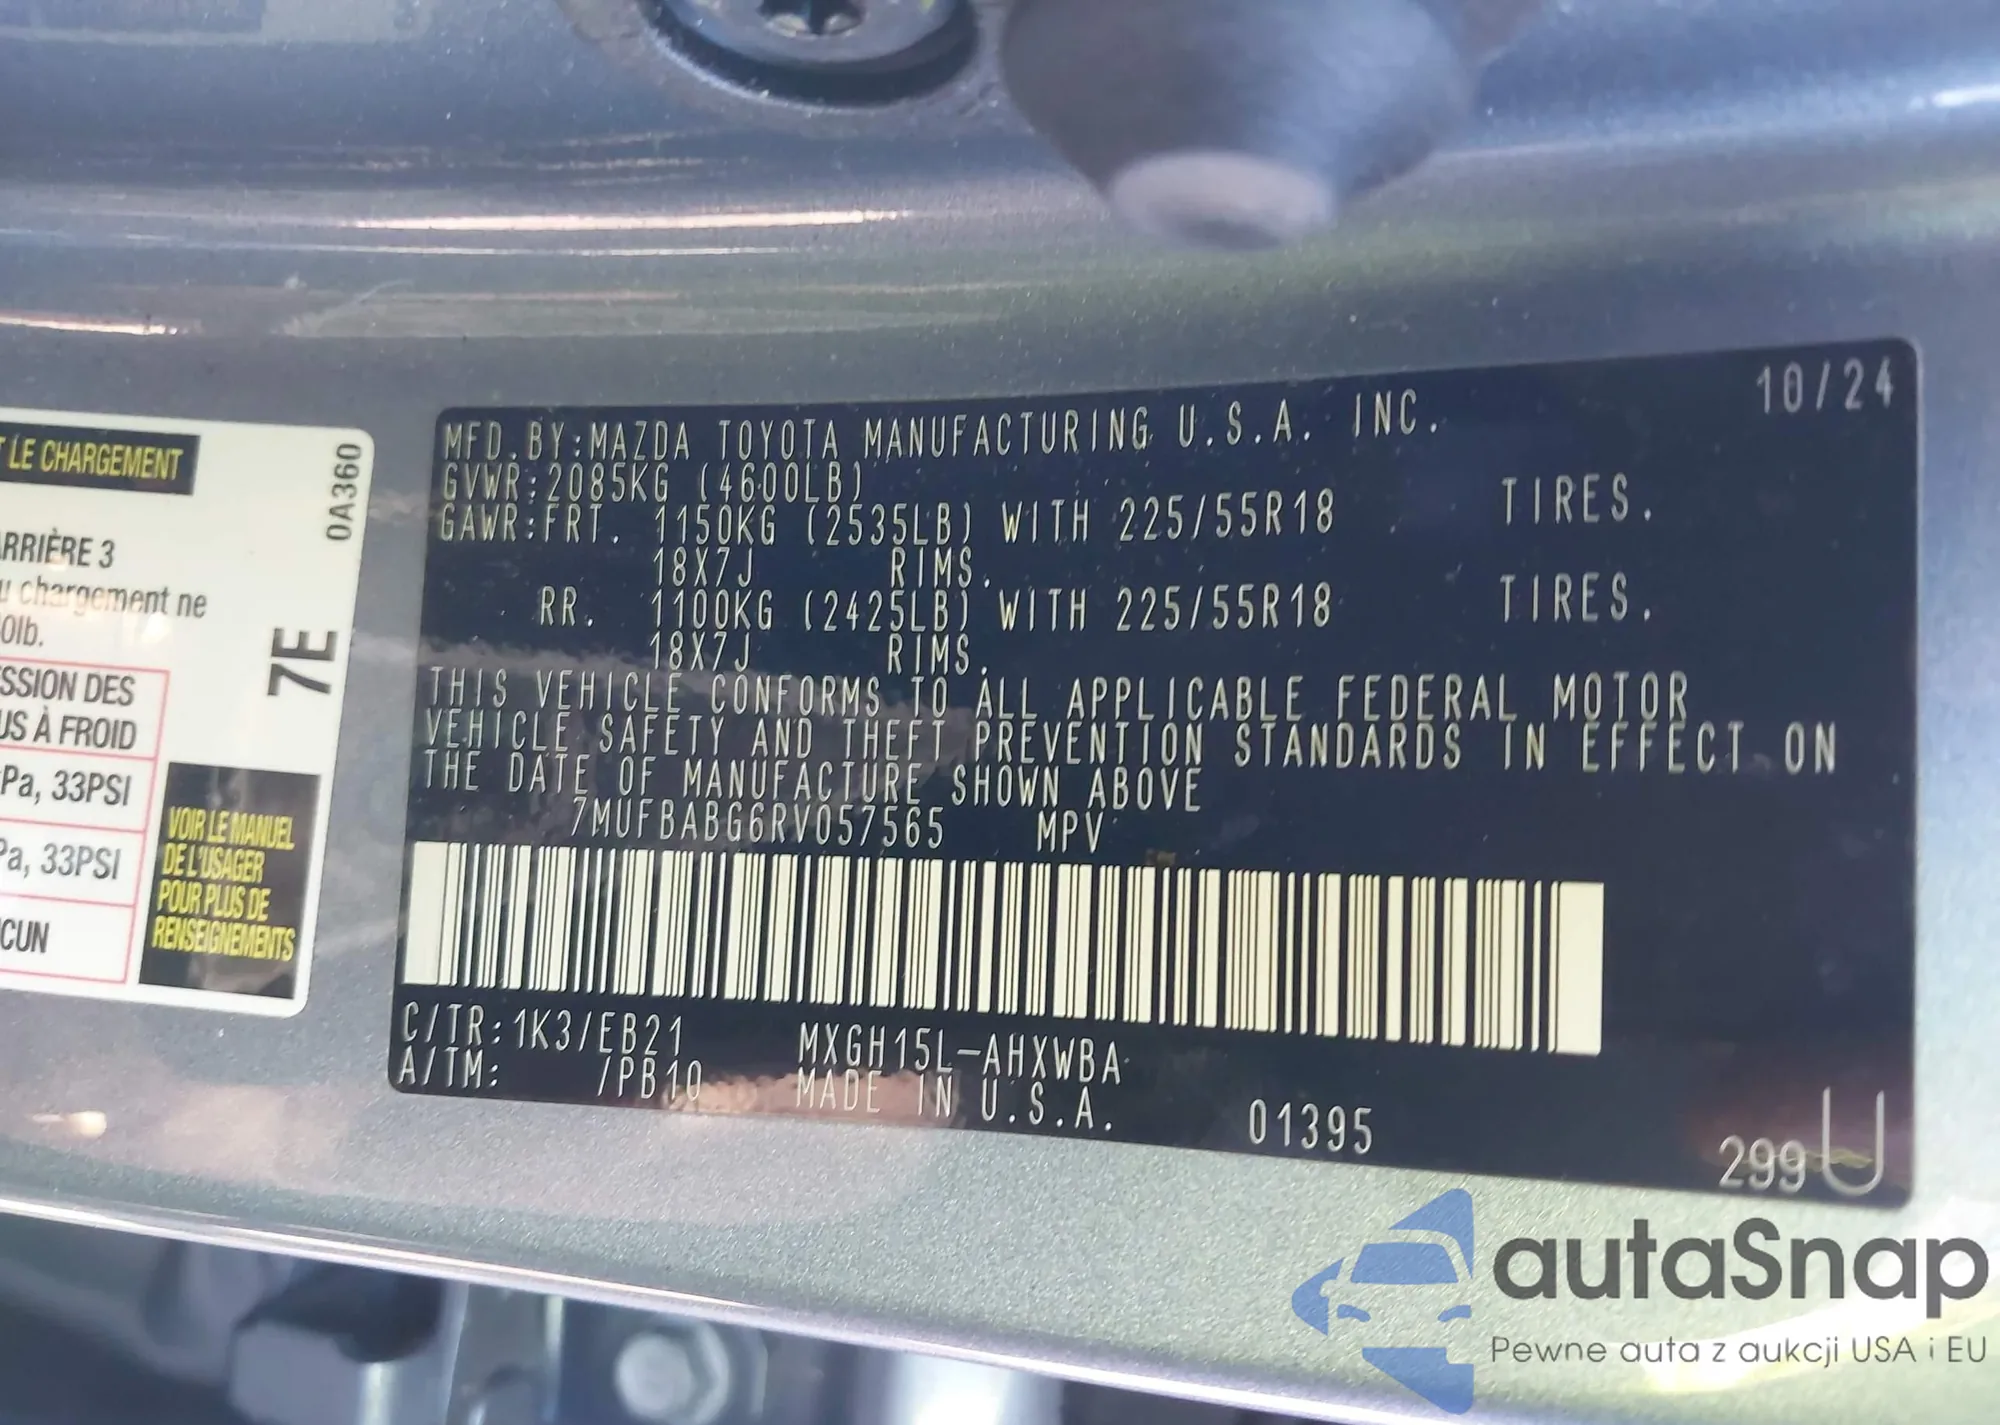 T LE CHARGEMENT
0A360
ARRIÈRE 3
u chargement ne
0lb.
7E
SSION DES
US À FROID
Pa, 33PSI
Pa, 33PSI
CUN
VOIR LE MANUEL
DE L'USAGER
POUR PLUS DE
RENSEIGNEMENTS
10/24
MFD.BY:MAZDA TOYOTA MANUFACTURING U.S.A. INC.
GVWR:2085KG (4600LB)
GAWR:FRT. 1150KG (2535LB) WITH 225/55R18 TIRES.
18X7J RIMS.
RR. 1100KG (2425LB) WITH 225/55R18 TIRES.
18X7J RIMS.
THIS VEHICLE CONFORMS TO ALL APPLICABLE FEDERAL MOTOR
VEHICLE SAFETY AND THEFT PREVENTION STANDARDS IN EFFECT ON
THE DATE OF MANUFACTURE SHOWN ABOVE
7MUFBABG6RV057565 MPV
C/TR:1K3/EB21 MXGH15L-AHXWBA
A/TM: /PB10 MADE IN U.S.A.
01395
299U
autaSnap
Pewne auta z aukcji USA i EU